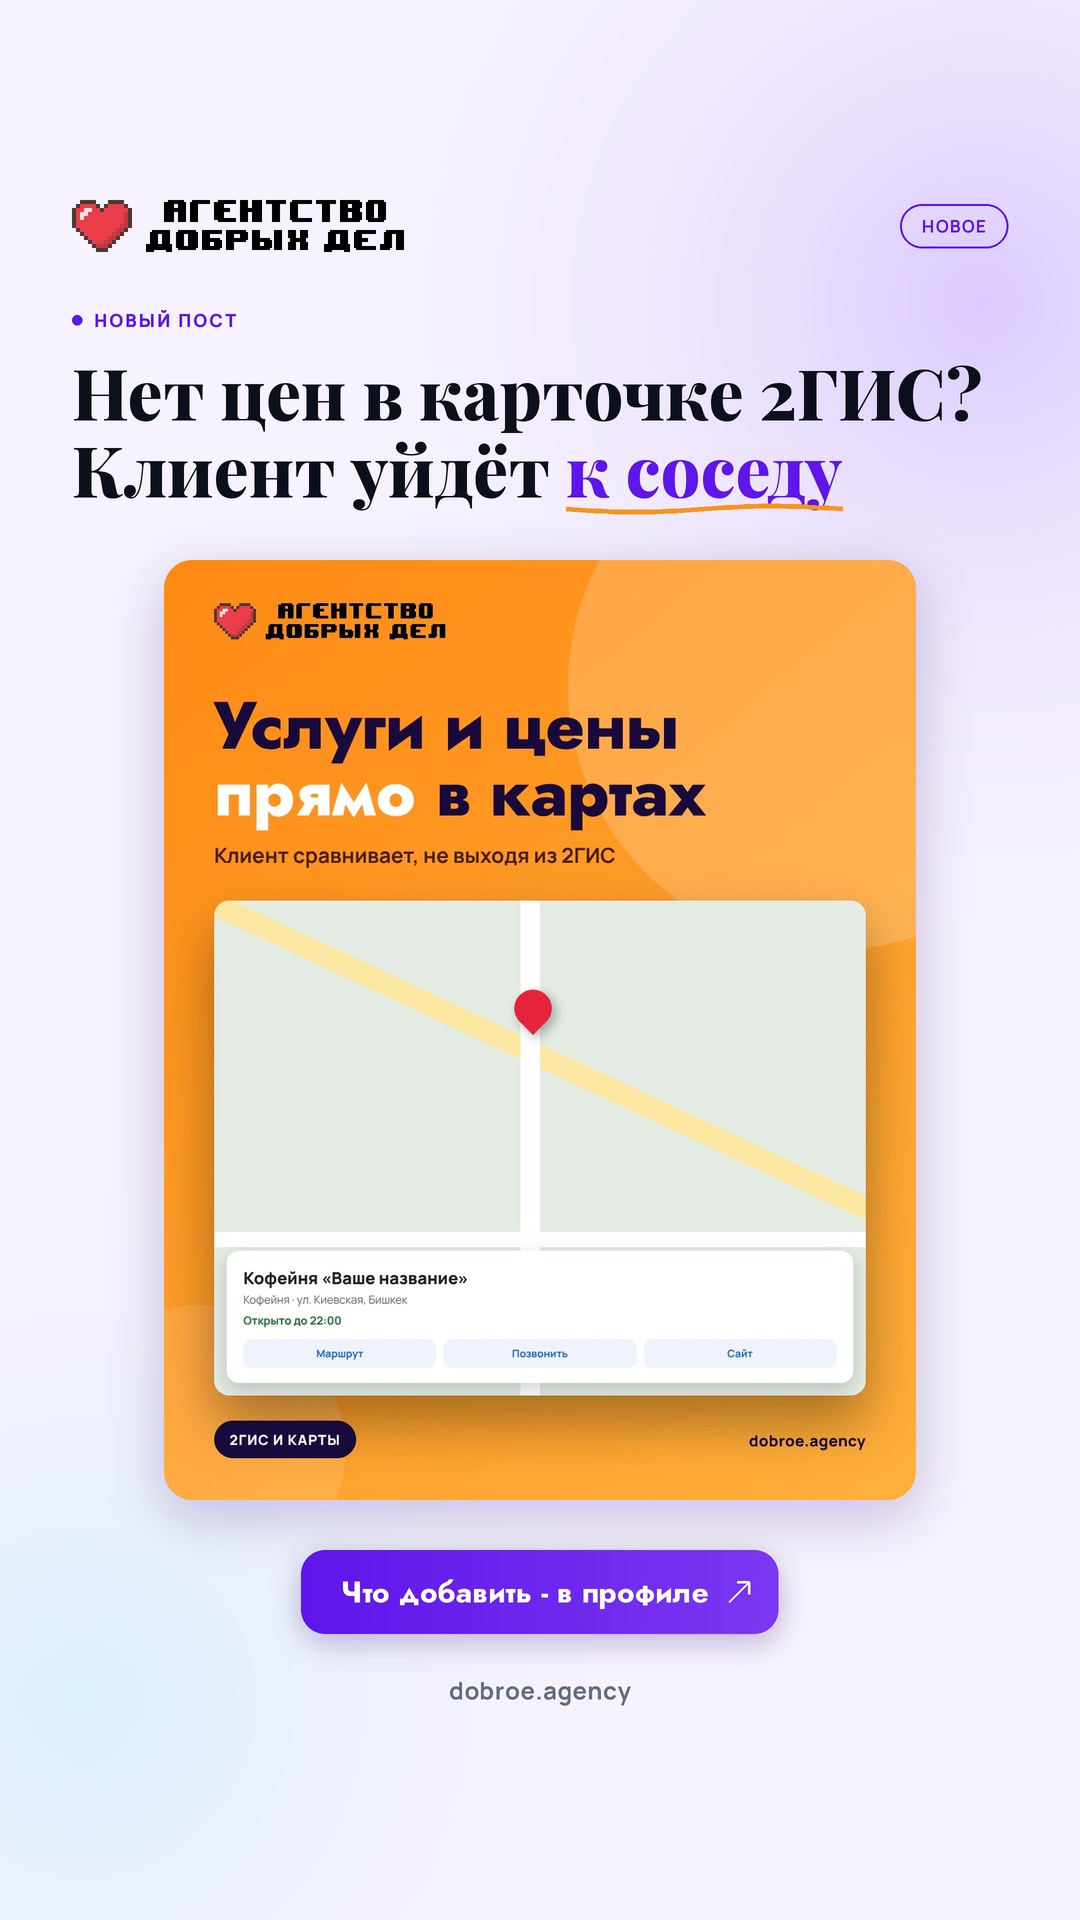 АГЕНТСТВО
ДОБРЫХ ДЕЛ
НОВОЕ
НОВЫЙ ПОСТ
Нет цен в карточке 2ГИС?
Клиент уйдёт к соседу
АГЕНТСТВО
ДОБРЫХ ДЕЛ
Услуги и цены
прямо в картах
Клиент сравнивает, не выходя из 2ГИС
Кофейня «Ваше название»
Кофейня · ул. Киевская, Бишкек
Открыто до 22:00
Маршрут
Позвонить
Сайт
2ГИС И КАРТЫ
dobroe.agency
Что добавить - в профиле
dobroe.agency